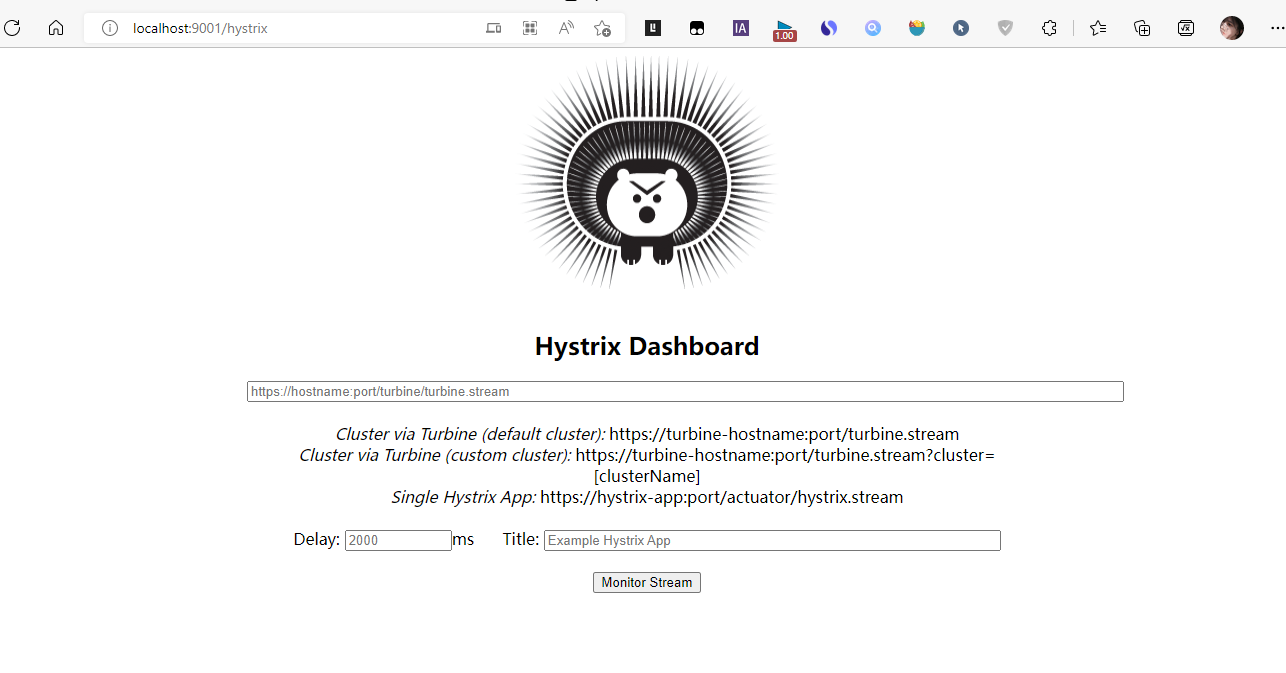 localhost:9001/hystrix
IA
1.00
Hystrix Dashboard
https://hostname:port/turbine/turbine.stream
Cluster via Turbine (default cluster): https://turbine-hostname:port/turbine.stream
Cluster via Turbine (custom cluster): https://turbine-hostname:port/turbine.stream?cluster=
[clusterName]
Single Hystrix App: https://hystrix-app:port/actuator/hystrix.stream
Delay: 2000 ms Title: Example Hystrix App
Monitor Stream